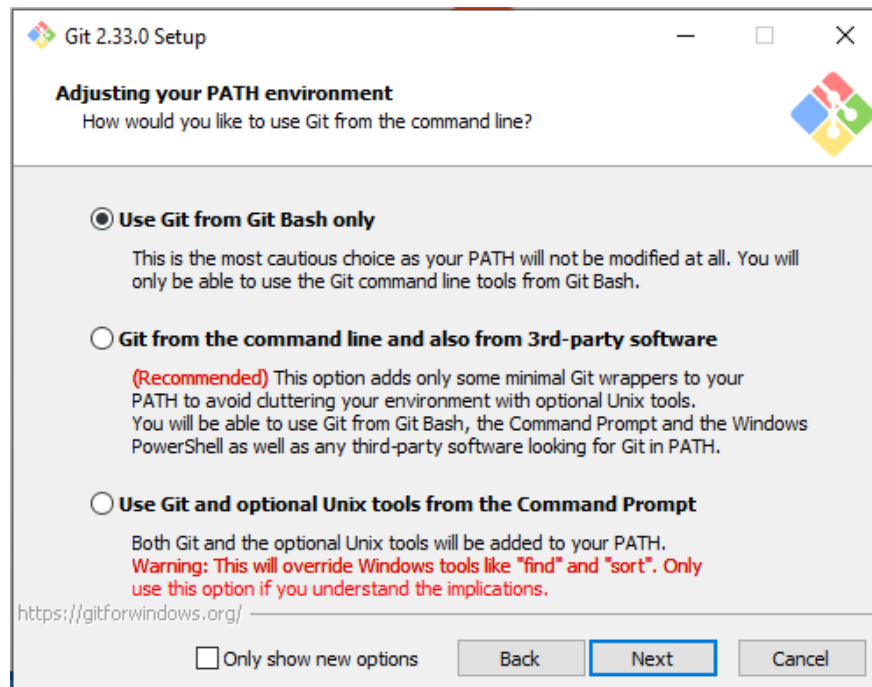 Git 2.33.0 Setup
Adjusting your PATH environment
How would you like to use Git from the command line?
Use Git from Git Bash only
This is the most cautious choice as your PATH will not be modified at all. You will
only be able to use the Git command line tools from Git Bash.
Git from the command line and also from 3rd-party software
(Recommended) This option adds only some minimal Git wrappers to your
PATH to avoid cluttering your environment with optional Unix tools.
You will be able to use Git from Git Bash, the Command Prompt and the Windows
PowerShell as well as any third-party software looking for Git in PATH.
Use Git and optional Unix tools from the Command Prompt
Both Git and the optional Unix tools will be added to your PATH.
Warning: This will override Windows tools like "find" and "sort". Only
use this option if you understand the implications.
https://gitforwindows.org/
Only show new options Back Next Cancel